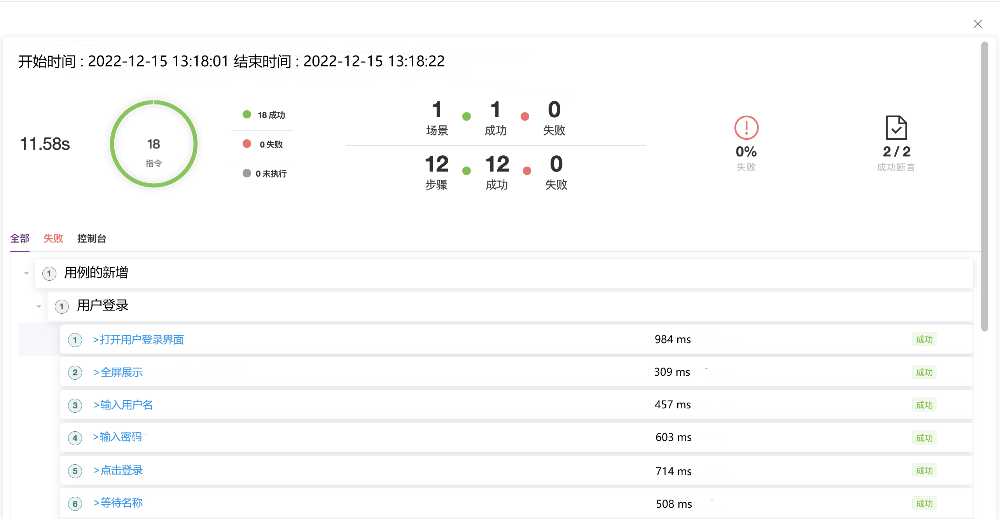 开始时间 : 2022-12-15 13:18:01 结束时间 : 2022-12-15 13:18:22
11.58s
18
指令
18 成功
0 失败
0 未执行
1 1 0
场景 成功 失败
12 12 0
步骤 成功 失败
0%
失败
2 / 2
成功断言
全部 失败 控制台
1 用例的新增
1 用户登录
1 >打开用户登录界面 984 ms 成功
2 >全屏展示 309 ms 成功
3 >输入用户名 457 ms 成功
4 >输入密码 603 ms 成功
5 >点击登录 714 ms 成功
6 >等待名称 508 ms 成功